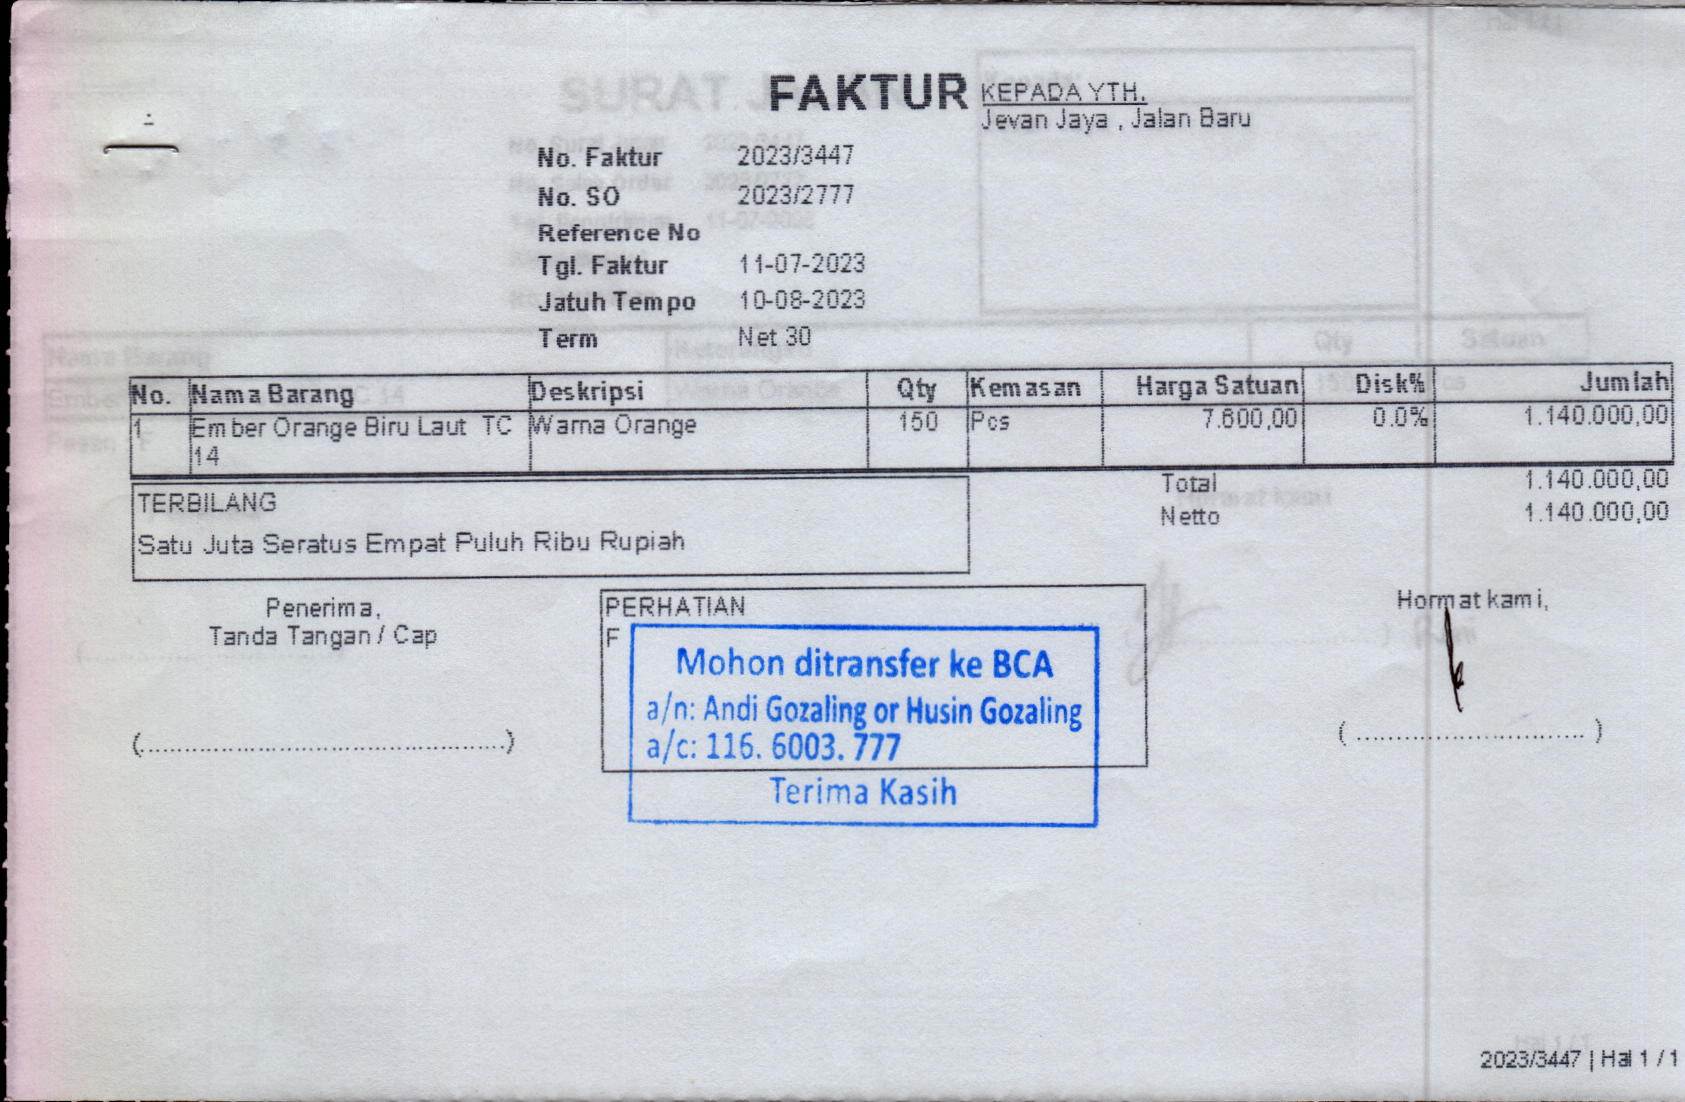 FAKTUR
KEPADA YTH.
Jevan Jaya , Jalan Baru
No. Faktur 2023/3447
No. SO 2023/2777
Reference No
Tgl. Faktur 11-07-2023
Jatuh Tempo 10-08-2023
Term Net 30
No. Nama Barang Deskripsi Qty Kemasan Harga Satuan Disk% Jumlah
1 Ember Orange Biru Laut TC Warna Orange 150 Pcs 7.600,00 0.0% 1.140.000,00
14
Total 1.140.000,00
Netto 1.140.000,00
TERBILANG
Satu Juta Seratus Empat Puluh Ribu Rupiah
Penerima,
Tanda Tangan / Cap
(..............................................)
PERHATIAN
F
Mohon ditransfer ke BCA
a/n: Andi Gozaling or Husin Gozaling
a/c: 116. 6003. 777
Terima Kasih
Hormat kami,
( ............................. )
2023/3447 | Hal 1 / 1